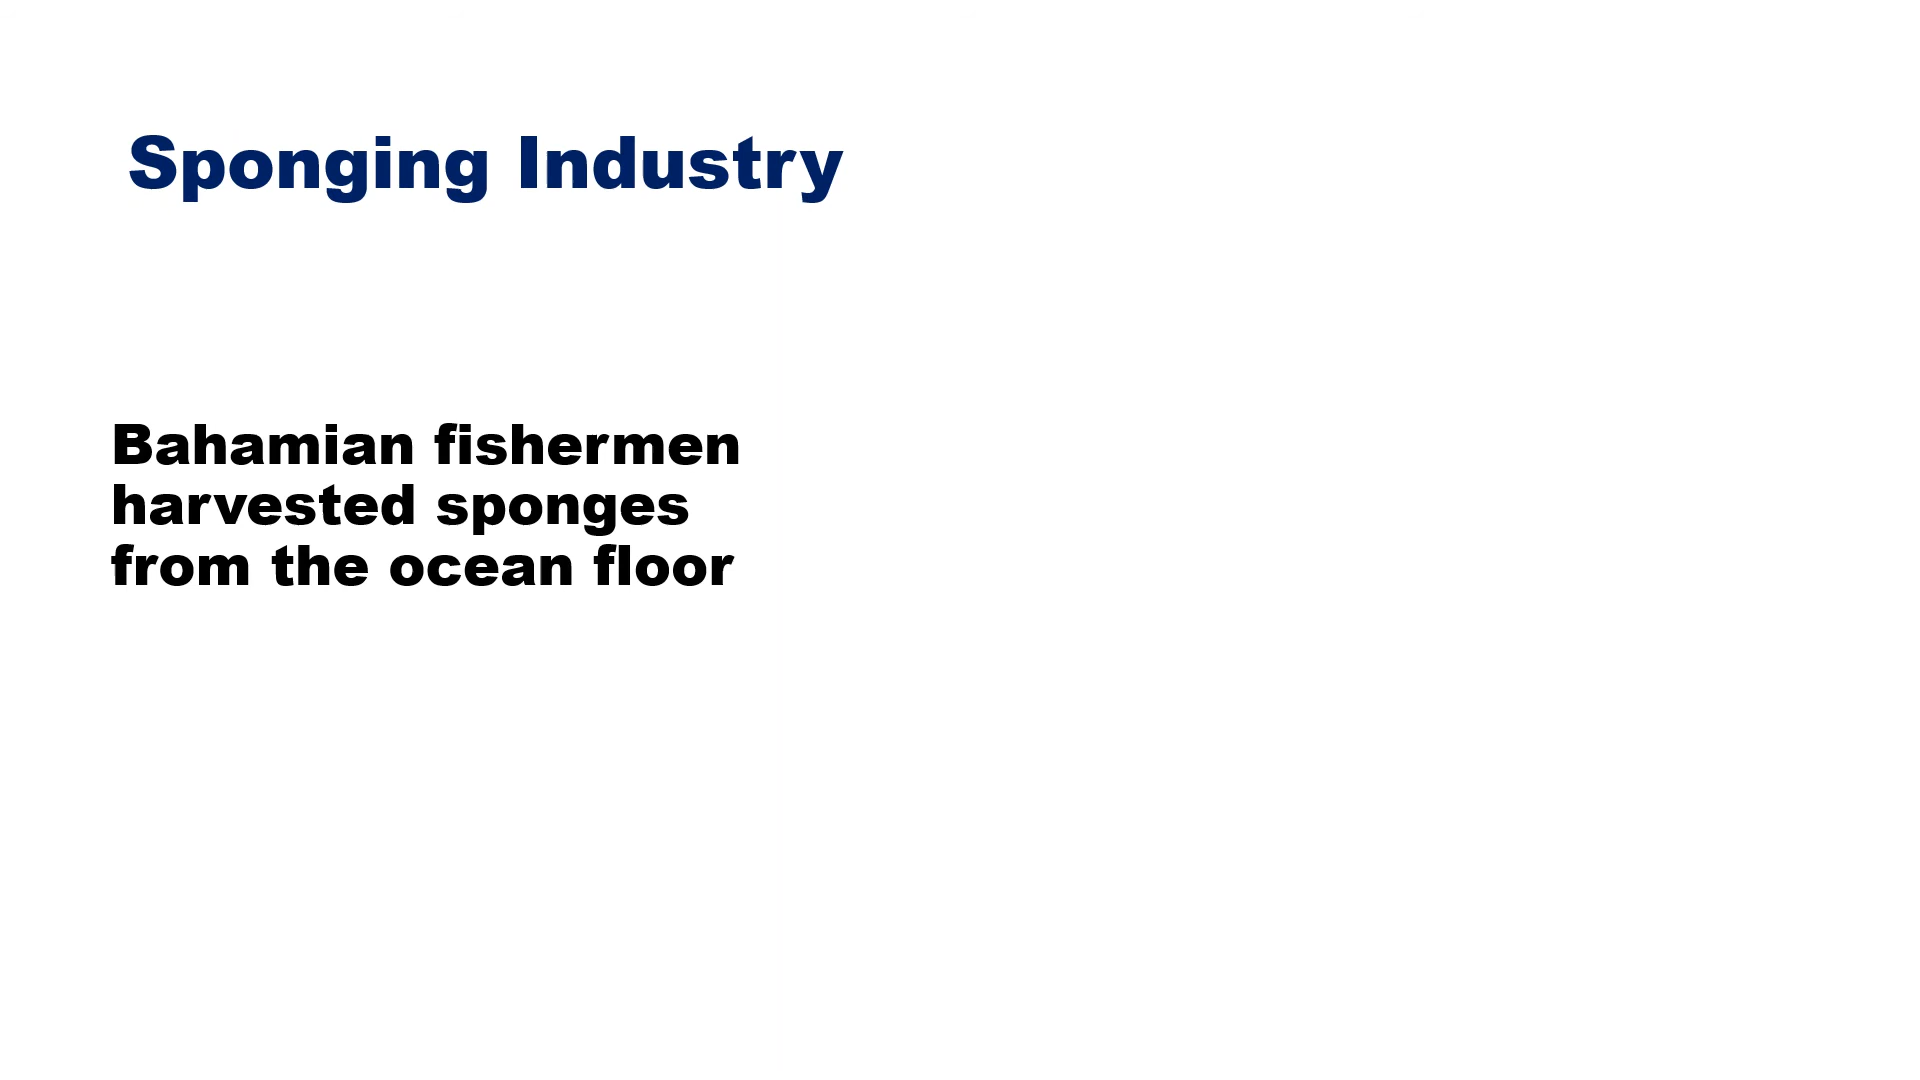 Sponging Industry
Bahamian fishermen
harvested sponges
from the ocean floor